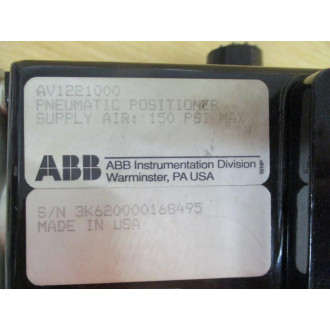 AV1221000
PNEUMATIC POSITIONER
SUPPLY AIR: 150 PSI MAX
ABB
ABB Instrumentation Division
Warminster, PA USA
WNP
S/N 3K620000168495
MADE IN USA